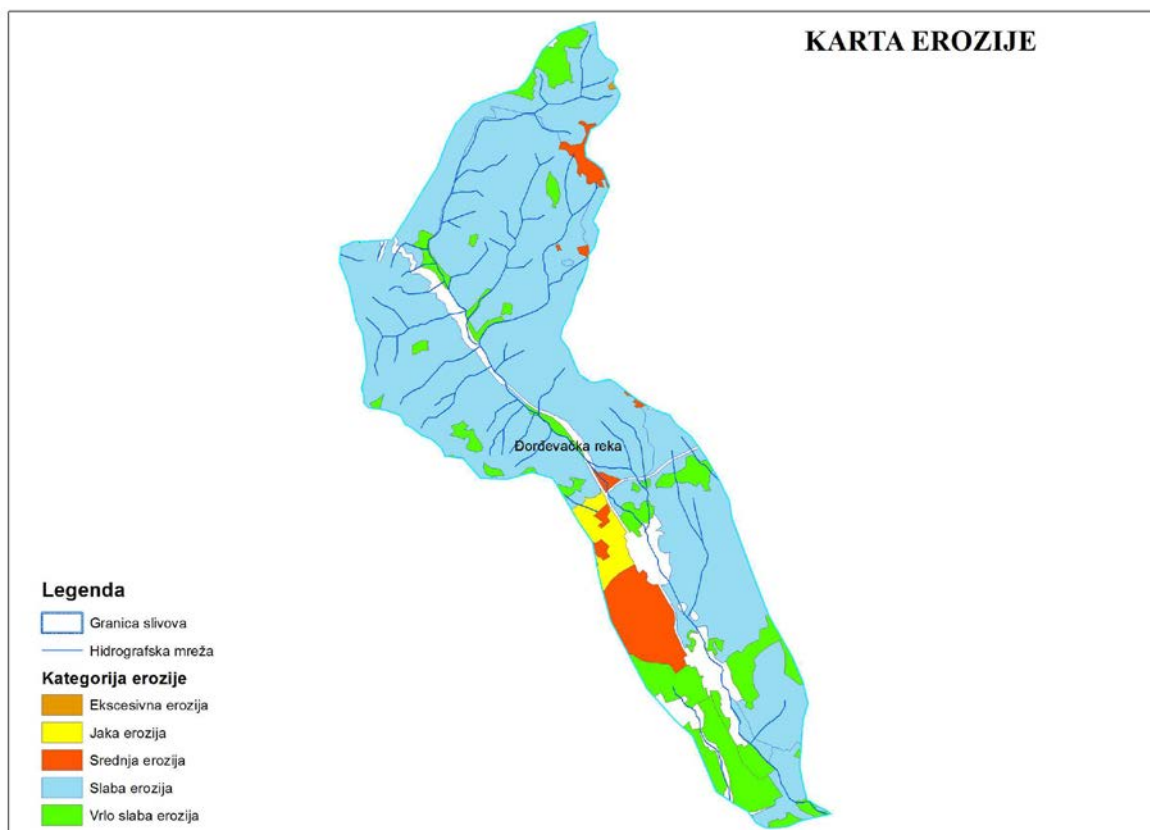 KARTA EROZIJE
Đorđevačka reka
Legenda
Granica slivova
Hidrografska mreža
Kategorija erozije
Ekscesivna erozija
Jaka erozija
Srednja erozija
Slaba erozija
Vrlo slaba erozija